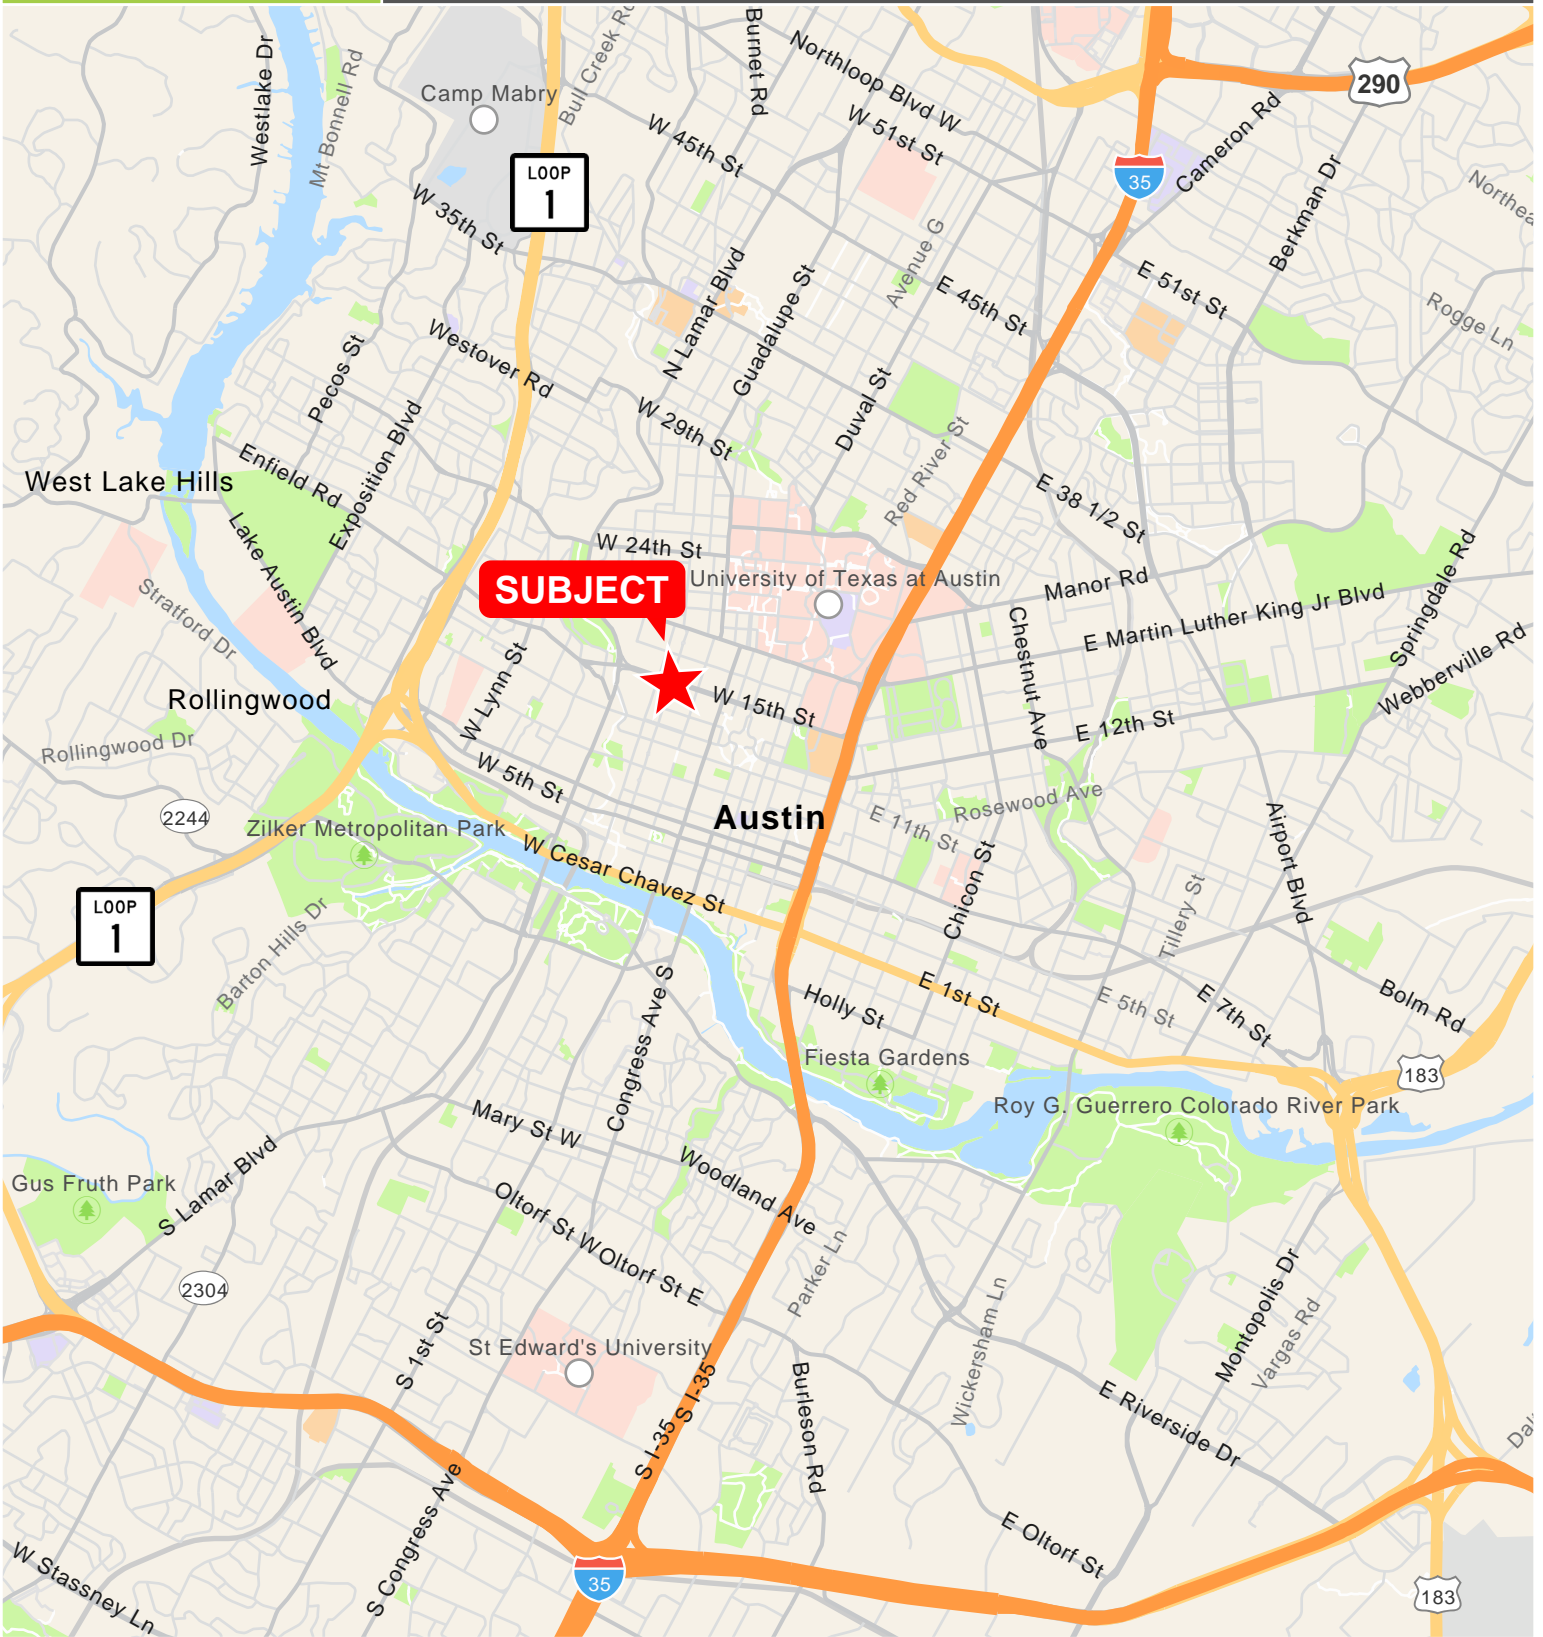 Westlake Dr
Mt Bonnell Rd
Camp Mabry
Bull Creek Rd
Burnet Rd
Northloop Blvd W
W 51st St
W 45th St
290
Cameron Rd
35
LOOP
1
W 35th St
Berkman Dr
Avenue G
E 45th St
E 51st St
Rogge Ln
N Lamar Blvd
Guadalupe St
Pecos St
Westover Rd
Duval St
W 29th St
Exposition Blvd
Enfield Rd
West Lake Hills
Red River St
E 38 1/2 St
Lake Austin Blvd
W 24th St
SUBJECT
University of Texas at Austin
Manor Rd
E Martin Luther King Jr Blvd
Springdale Rd
Webberville Rd
Stratford Dr
Chestnut Ave
W Lynn St
Rollingwood
W 15th St
E 12th St
Rollingwood Dr
W 5th St
Austin
Rosewood Ave
E 11th St
2244
Zilker Metropolitan Park
Airport Blvd
W Cesar Chavez St
Chicon St
Tillery St
LOOP
1
Barton Hills Dr
Congress Ave S
Holly St
E 1st St
E 5th St
E 7th St
Bolm Rd
Fiesta Gardens
183
Roy G. Guerrero Colorado River Park
Mary St W
Woodland Ave
Gus Fruth Park
S Lamar Blvd
Oltorf St W
Oltorf St E
Parker Ln
2304
Wickersham Ln
Montopolis Dr
Vargas Rd
S 1st St
St Edward's University
S I-35
S I-35
Burleson Rd
E Riverside Dr
S Congress Ave
E Oltorf St
W Stassney Ln
35
183